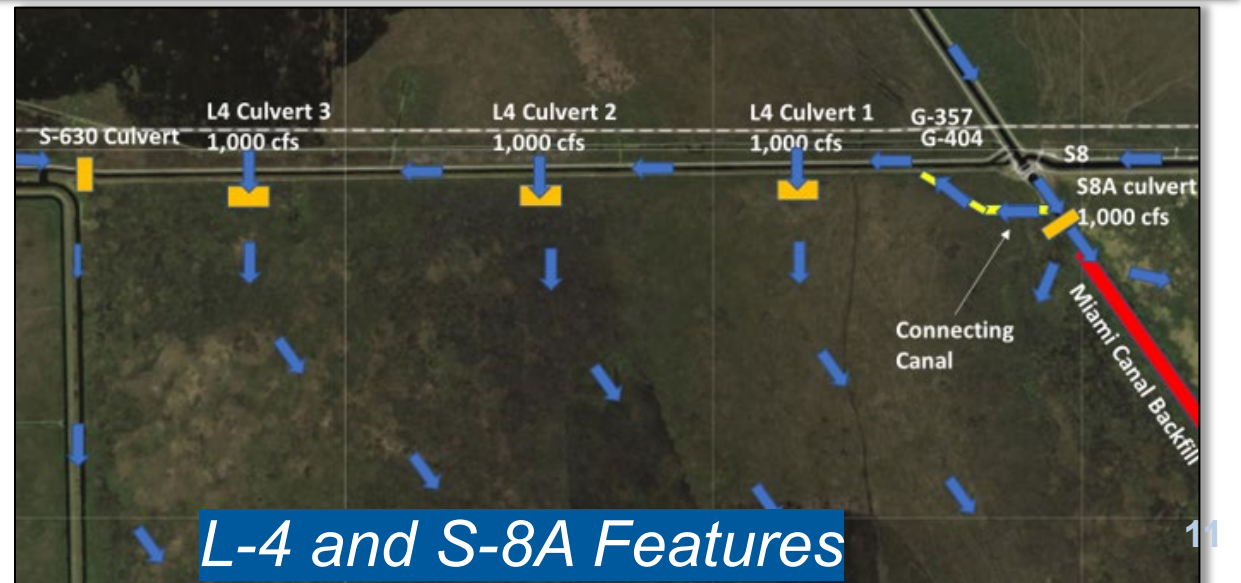 L4 Culvert 3
1,000 cfs
L4 Culvert 2
1,000 cfs
L4 Culvert 1
1,000 cfs
S-630 Culvert
G-357
G-404
S8
S8A culvert
1,000 cfs
Connecting
Canal
Miami Canal Backfill
L-4 and S-8A Features
11